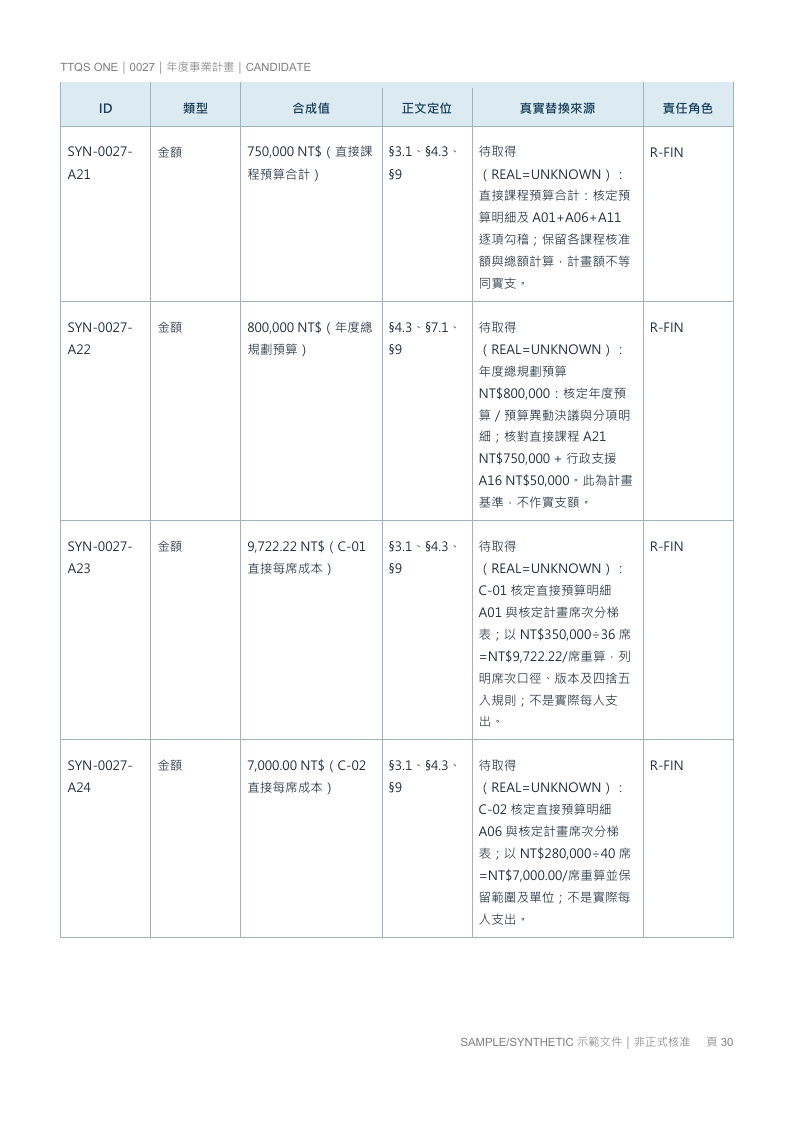 TTQS ONE｜0027｜年度事業計畫｜CANDIDATE
ID 類型 合成值 正文定位 真實替換來源 責任角色
SYN-0027- 金額 750,000 NT$（直接課 §3.1、§4.3、 待取得 R-FIN
A21 程預算合計） §9 （REAL=UNKNOWN）：
直接課程預算合計：核定預
算明細及 A01+A06+A11
逐項勾稽；保留各課程核准
額與總額計算，計畫額不等
同實支。
SYN-0027- 金額 800,000 NT$（年度總 §4.3、§7.1、 待取得 R-FIN
A22 規劃預算） §9 （REAL=UNKNOWN）：
年度總規劃預算
NT$800,000：核定年度預
算／預算異動決議與分項明
細；核對直接課程 A21
NT$750,000 + 行政支援
A16 NT$50,000。此為計畫
基準，不作實支額。
SYN-0027- 金額 9,722.22 NT$（C-01 §3.1、§4.3、 待取得 R-FIN
A23 直接每席成本） §9 （REAL=UNKNOWN）：
C-01 核定直接預算明細
A01 與核定計畫席次分梯
表；以 NT$350,000÷36 席
=NT$9,722.22/席重算，列
明席次口徑、版本及四捨五
入規則；不是實際每人支
出。
SYN-0027- 金額 7,000.00 NT$（C-02 §3.1、§4.3、 待取得 R-FIN
A24 直接每席成本） §9 （REAL=UNKNOWN）：
C-02 核定直接預算明細
A06 與核定計畫席次分梯
表；以 NT$280,000÷40 席
=NT$7,000.00/席重算並保
留範圍及單位；不是實際每
人支出。
SAMPLE/SYNTHETIC 示範文件｜非正式核准 頁 30